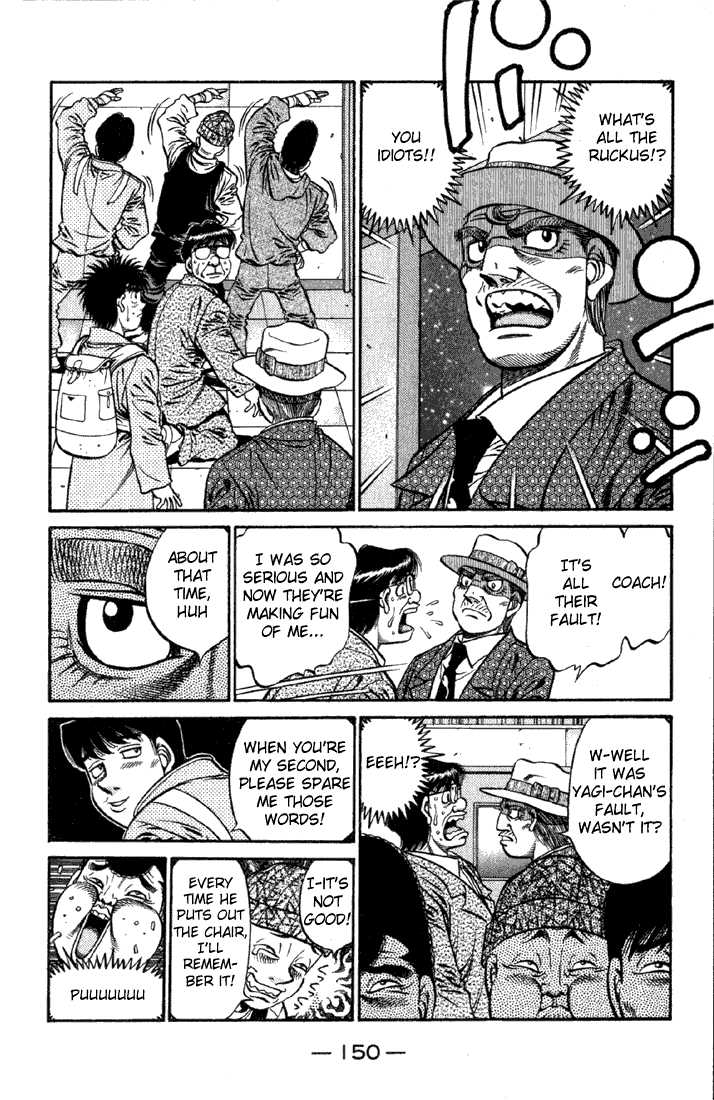 WHAT'S
ALL THE
RUCKUS!?
YOU
IDIOTS!!
COACH!
IT'S
ALL
THEIR
FAULT!
I WAS SO
SERIOUS AND
NOW THEY'RE
MAKING FUN
OF ME...
ABOUT
THAT
TIME,
HUH
W-WELL
IT WAS
YAGI-CHAN'S
FAULT,
WASN'T IT?
EEEH!?
WHEN YOU'RE
MY SECOND,
PLEASE SPARE
ME THOSE
WORDS!
I-IT'S
NOT
GOOD!
EVERY
TIME HE
PUTS OUT
THE CHAIR,
I'LL
REMEM-
BER IT!
PUUUUUUU
— 150 —